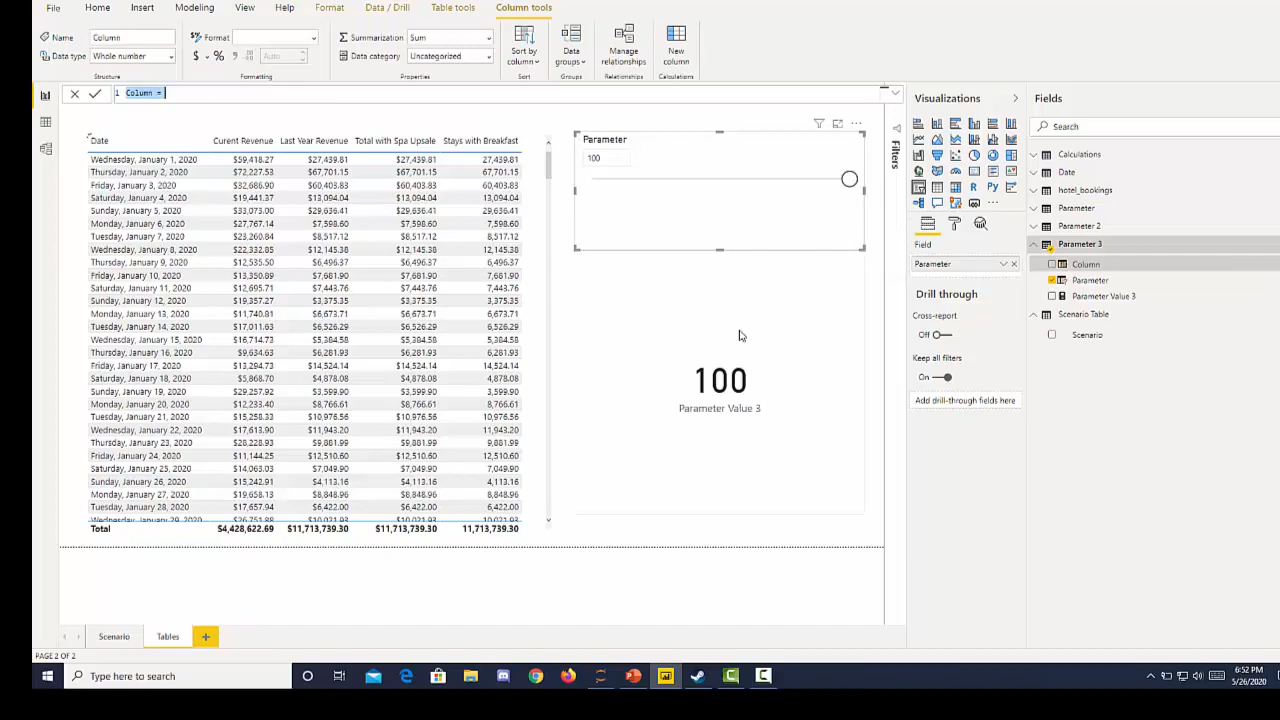 File Home Insert Modeling View Help Format Data / Drill Table tools Column tools
Name Column Format Summarization Sum Sort by column Data groups Manage relationships New column
Data type Whole number $ % 9 Auto Data category Uncategorized
Structure Formatting Properties Sort Groups Relationships Calculations
1 Column =
Date Curent Revenue Last Year Revenue Total with Spa Upsale Stays with Breakfast
Wednesday, January 1, 2020 $59,418.27 $27,439.81 $27,439.81 27,439.81
Thursday, January 2, 2020 $72,227.53 $67,701.15 $67,701.15 67,701.15
Friday, January 3, 2020 $32,686.90 $60,403.83 $60,403.83 60,403.83
Saturday, January 4, 2020 $19,441.37 $13,094.04 $13,094.04 13,094.04
Sunday, January 5, 2020 $33,073.00 $29,636.41 $29,636.41 29,636.41
Monday, January 6, 2020 $27,767.14 $7,598.60 $7,598.60 7,598.60
Tuesday, January 7, 2020 $23,260.84 $8,517.12 $8,517.12 8,517.12
Wednesday, January 8, 2020 $22,332.85 $12,145.38 $12,145.38 12,145.38
Thursday, January 9, 2020 $12,535.50 $6,496.37 $6,496.37 6,496.37
Friday, January 10, 2020 $13,350.89 $7,681.90 $7,681.90 7,681.90
Saturday, January 11, 2020 $12,695.71 $7,443.76 $7,443.76 7,443.76
Sunday, January 12, 2020 $19,357.27 $3,375.35 $3,375.35 3,375.35
Monday, January 13, 2020 $11,740.81 $6,673.71 $6,673.71 6,673.71
Tuesday, January 14, 2020 $17,011.63 $6,526.29 $6,526.29 6,526.29
Wednesday, January 15, 2020 $16,714.73 $5,384.58 $5,384.58 5,384.58
Thursday, January 16, 2020 $9,634.63 $6,281.93 $6,281.93 6,281.93
Friday, January 17, 2020 $13,294.73 $14,524.14 $14,524.14 14,524.14
Saturday, January 18, 2020 $5,868.70 $4,878.08 $4,878.08 4,878.08
Sunday, January 19, 2020 $29,257.92 $3,599.90 $3,599.90 3,599.90
Monday, January 20, 2020 $12,233.40 $8,766.61 $8,766.61 8,766.61
Tuesday, January 21, 2020 $15,258.33 $10,976.56 $10,976.56 10,976.56
Wednesday, January 22, 2020 $17,613.90 $11,943.20 $11,943.20 11,943.20
Thursday, January 23, 2020 $28,228.93 $9,881.99 $9,881.99 9,881.99
Friday, January 24, 2020 $11,144.25 $12,510.60 $12,510.60 12,510.60
Saturday, January 25, 2020 $14,063.03 $7,049.90 $7,049.90 7,049.90
Sunday, January 26, 2020 $15,242.91 $4,113.16 $4,113.16 4,113.16
Monday, January 27, 2020 $19,658.13 $8,848.96 $8,848.96 8,848.96
Tuesday, January 28, 2020 $17,657.94 $6,422.00 $6,422.00 6,422.00
Wednesday, January 29, 2020 $26,751.88 $10,021.93 $10,021.93 10,021.93
Total $4,428,622.69 $11,713,739.30 $11,713,739.30 11,713,739.30
Parameter
100
100
Parameter Value 3
Filters
Visualizations
Field
Parameter
Drill through
Cross-report
Off
Keep all filters
On
Add drill-through fields here
Fields
Search
Calculations
Date
hotel_bookings
Parameter
Parameter 2
Parameter 3
Column
Parameter
Parameter Value 3
Scenario Table
Scenario
Scenario Tables
PAGE 2 OF 2
Type here to search
6:52 PM
5/26/2020